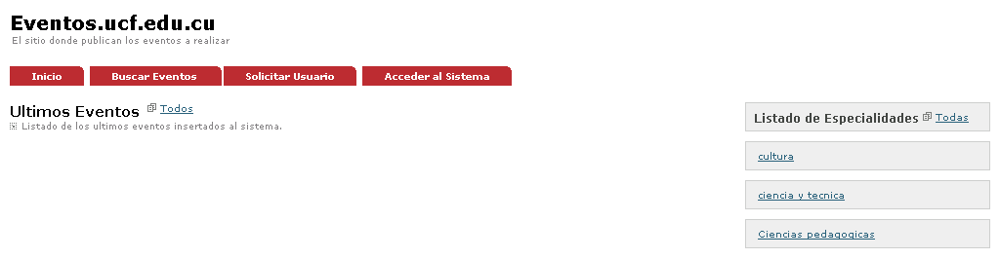 Eventos.ucf.edu.cu
El sitio donde publican los eventos a realizar
Inicio
Buscar Eventos
Solicitar Usuario
Acceder al Sistema
Ultimos Eventos Todos
Listado de los ultimos eventos insertados al sistema.
Listado de Especialidades Todas
cultura
ciencia y tecnica
Ciencias pedagogicas